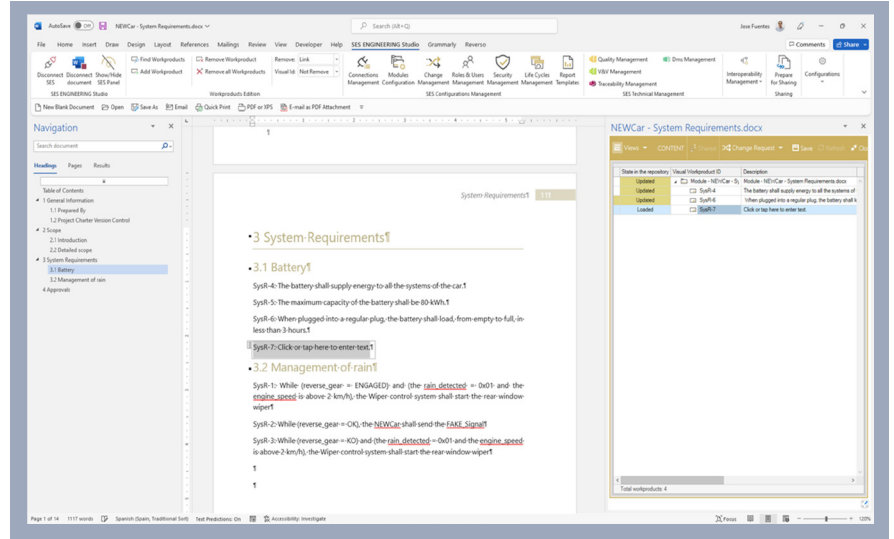 AutoSave Off NEWCar - System Requirements.docx Search (Alt+Q) Jose Fuentes
File Home Insert Draw Design Layout References Mailings Review View Developer Help SES ENGINEERING Studio Grammarly Reverso Comments Share
Disconnect Disconnect document Show/Hide SES Panel
Find Workproducts Remove Workproduct Remove: Link
Add Workproduct Remove all Workproducts Visual Id: Not Remove
Connections Management Modules Configuration Change Management Roles & Users Management Security Management Life Cycles Management Report Templates
Quality Management Dms Management
V&V Management
Traceability Management
Interoperability Management Prepare for Sharing Configurations
SES ENGINEERING Studio Workproducts Edition SES Configurations Management SES Technical Management Sharing
New Blank Document Open Save As Email Quick Print PDF or XPS E-mail as PDF Attachment
Navigation
Search document
Headings Pages Results
Table of Contents
1 General Information
1.1 Prepared By
1.2 Project Charter Version Control
2 Scope
2.1 Introduction
2.2 Detailed scope
3 System Requirements
3.1 Battery
3.2 Management of rain
4 Approvals
System·Requirements¶ 111
3 System·Requirements¶
3.1 Battery¶
SysR-4:·The·battery·shall·supply·energy·to·all·the·systems·of·the·car.¶
SysR-5:·The·maximum·capacity·of·the·battery·shall·be·80·kWh.¶
SysR-6:·When·plugged·into·a·regular·plug,·the·battery·shall·load,·from·empty·to·full,·in·
less·than·3·hours.¶
SysR-7:·Click·or·tap·here·to·enter·text.¶
3.2 Management·of·rain¶
SysR-1:· While· (reverse_gear· =· ENGAGED)· and· (the· rain_detected· =· 0x01· and· the·
engine_speed·is·above·2·km/h),·the·Wiper·control·system·shall·start·the·rear·window·
wiper¶
SysR-2:·While·(reverse_gear·=·OK),·the·NEWCar·shall·send·the·FAKE_Signal¶
SysR-3:·While·(reverse_gear·=·KO)·and·(the·rain_detected·=·0x01·and·the·engine_speed·
is·above·2·km/h),·the·Wiper·control·system·shall·start·the·rear·window·wiper¶
¶
¶
NEWCar - System Requirements.docx
Views CONTENT Change Request Save
State in the repository Visual Workproduct ID Description
Updated Module - NEWCar - Sy Module - NEWCar - System Requirements.docx
Updated SysR-4 The battery shall supply energy to all the systems of
Updated SysR-6 When plugged into a regular plug, the battery shall l
Loaded SysR-7 Click or tap here to enter text.
Total workproducts: 4
Page 1 of 14 1117 words Spanish (Spain, Traditional Sort) Text Predictions: On Accessibility: Investigate Focus 120%